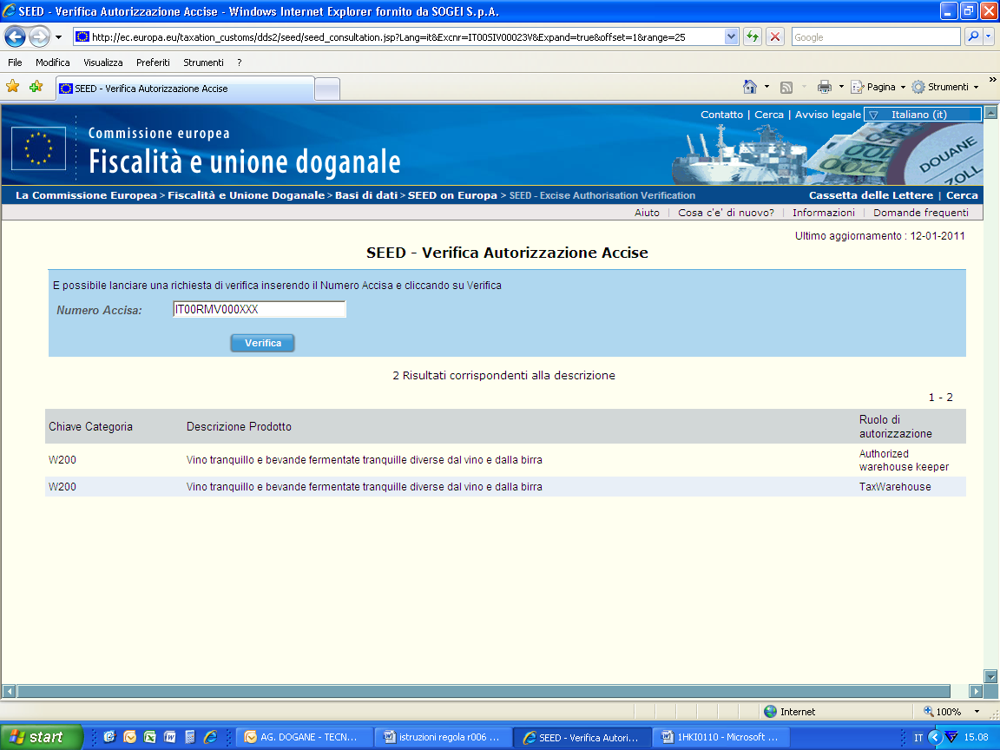 SEED - Verifica Autorizzazione Accise - Windows Internet Explorer fornito da SOGEI S.p.A.
http://ec.europa.eu/taxation_customs/dds2/seed/seed_consultation.jsp?Lang=it&Excnr=IT00SIV00023V&Expand=true&offset=1&range=25
Google
File Modifica Visualizza Preferiti Strumenti ?
SEED - Verifica Autorizzazione Accise
Pagina Strumenti »
Contatto | Cerca | Avviso legale Italiano (it)
Commissione europea
Fiscalità e unione doganale
DOUANE
ZOLL
La Commissione Europea > Fiscalità e Unione Doganale > Basi di dati > SEED on Europa > SEED - Excise Authorisation Verification Cassetta delle Lettere | Cerca
Aiuto | Cosa c'e' di nuovo? | Informazioni | Domande frequenti
Ultimo aggiornamento : 12-01-2011
SEED - Verifica Autorizzazione Accise
E possibile lanciare una richiesta di verifica inserendo il Numero Accisa e cliccando su Verifica
Numero Accisa: IT00RMV000XXX
Verifica
2 Risultati corrispondenti alla descrizione
1 - 2
Chiave Categoria Descrizione Prodotto Ruolo di autorizzazione
W200 Vino tranquillo e bevande fermentate tranquille diverse dal vino e dalla birra Authorized warehouse keeper
W200 Vino tranquillo e bevande fermentate tranquille diverse dal vino e dalla birra TaxWarehouse
Internet 100%
start AG. DOGANE - TECN... istruzioni regola r006 ... SEED - Verifica Autori... 1HKI0110 - Microsoft ... IT 15.08